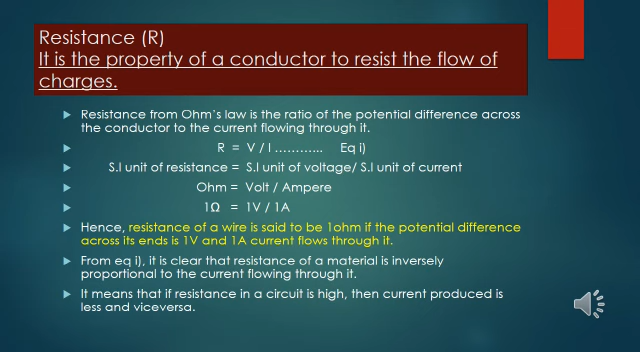 Resistance (R)
It is the property of a conductor to resist the flow of
charges.
Resistance from Ohm's law is the ratio of the potential difference across
the conductor to the current flowing through it.
R = V / I ............ Eq i)
S.I unit of resistance = S.I unit of voltage/ S.I unit of current
Ohm = Volt / Ampere
1Ω = 1V / 1A
Hence, resistance of a wire is said to be 1ohm if the potential difference
across its ends is 1V and 1A current flows through it.
From eq i), it is clear that resistance of a material is inversely
proportional to the current flowing through it.
It means that if resistance in a circuit is high, then current produced is
less and viceversa.